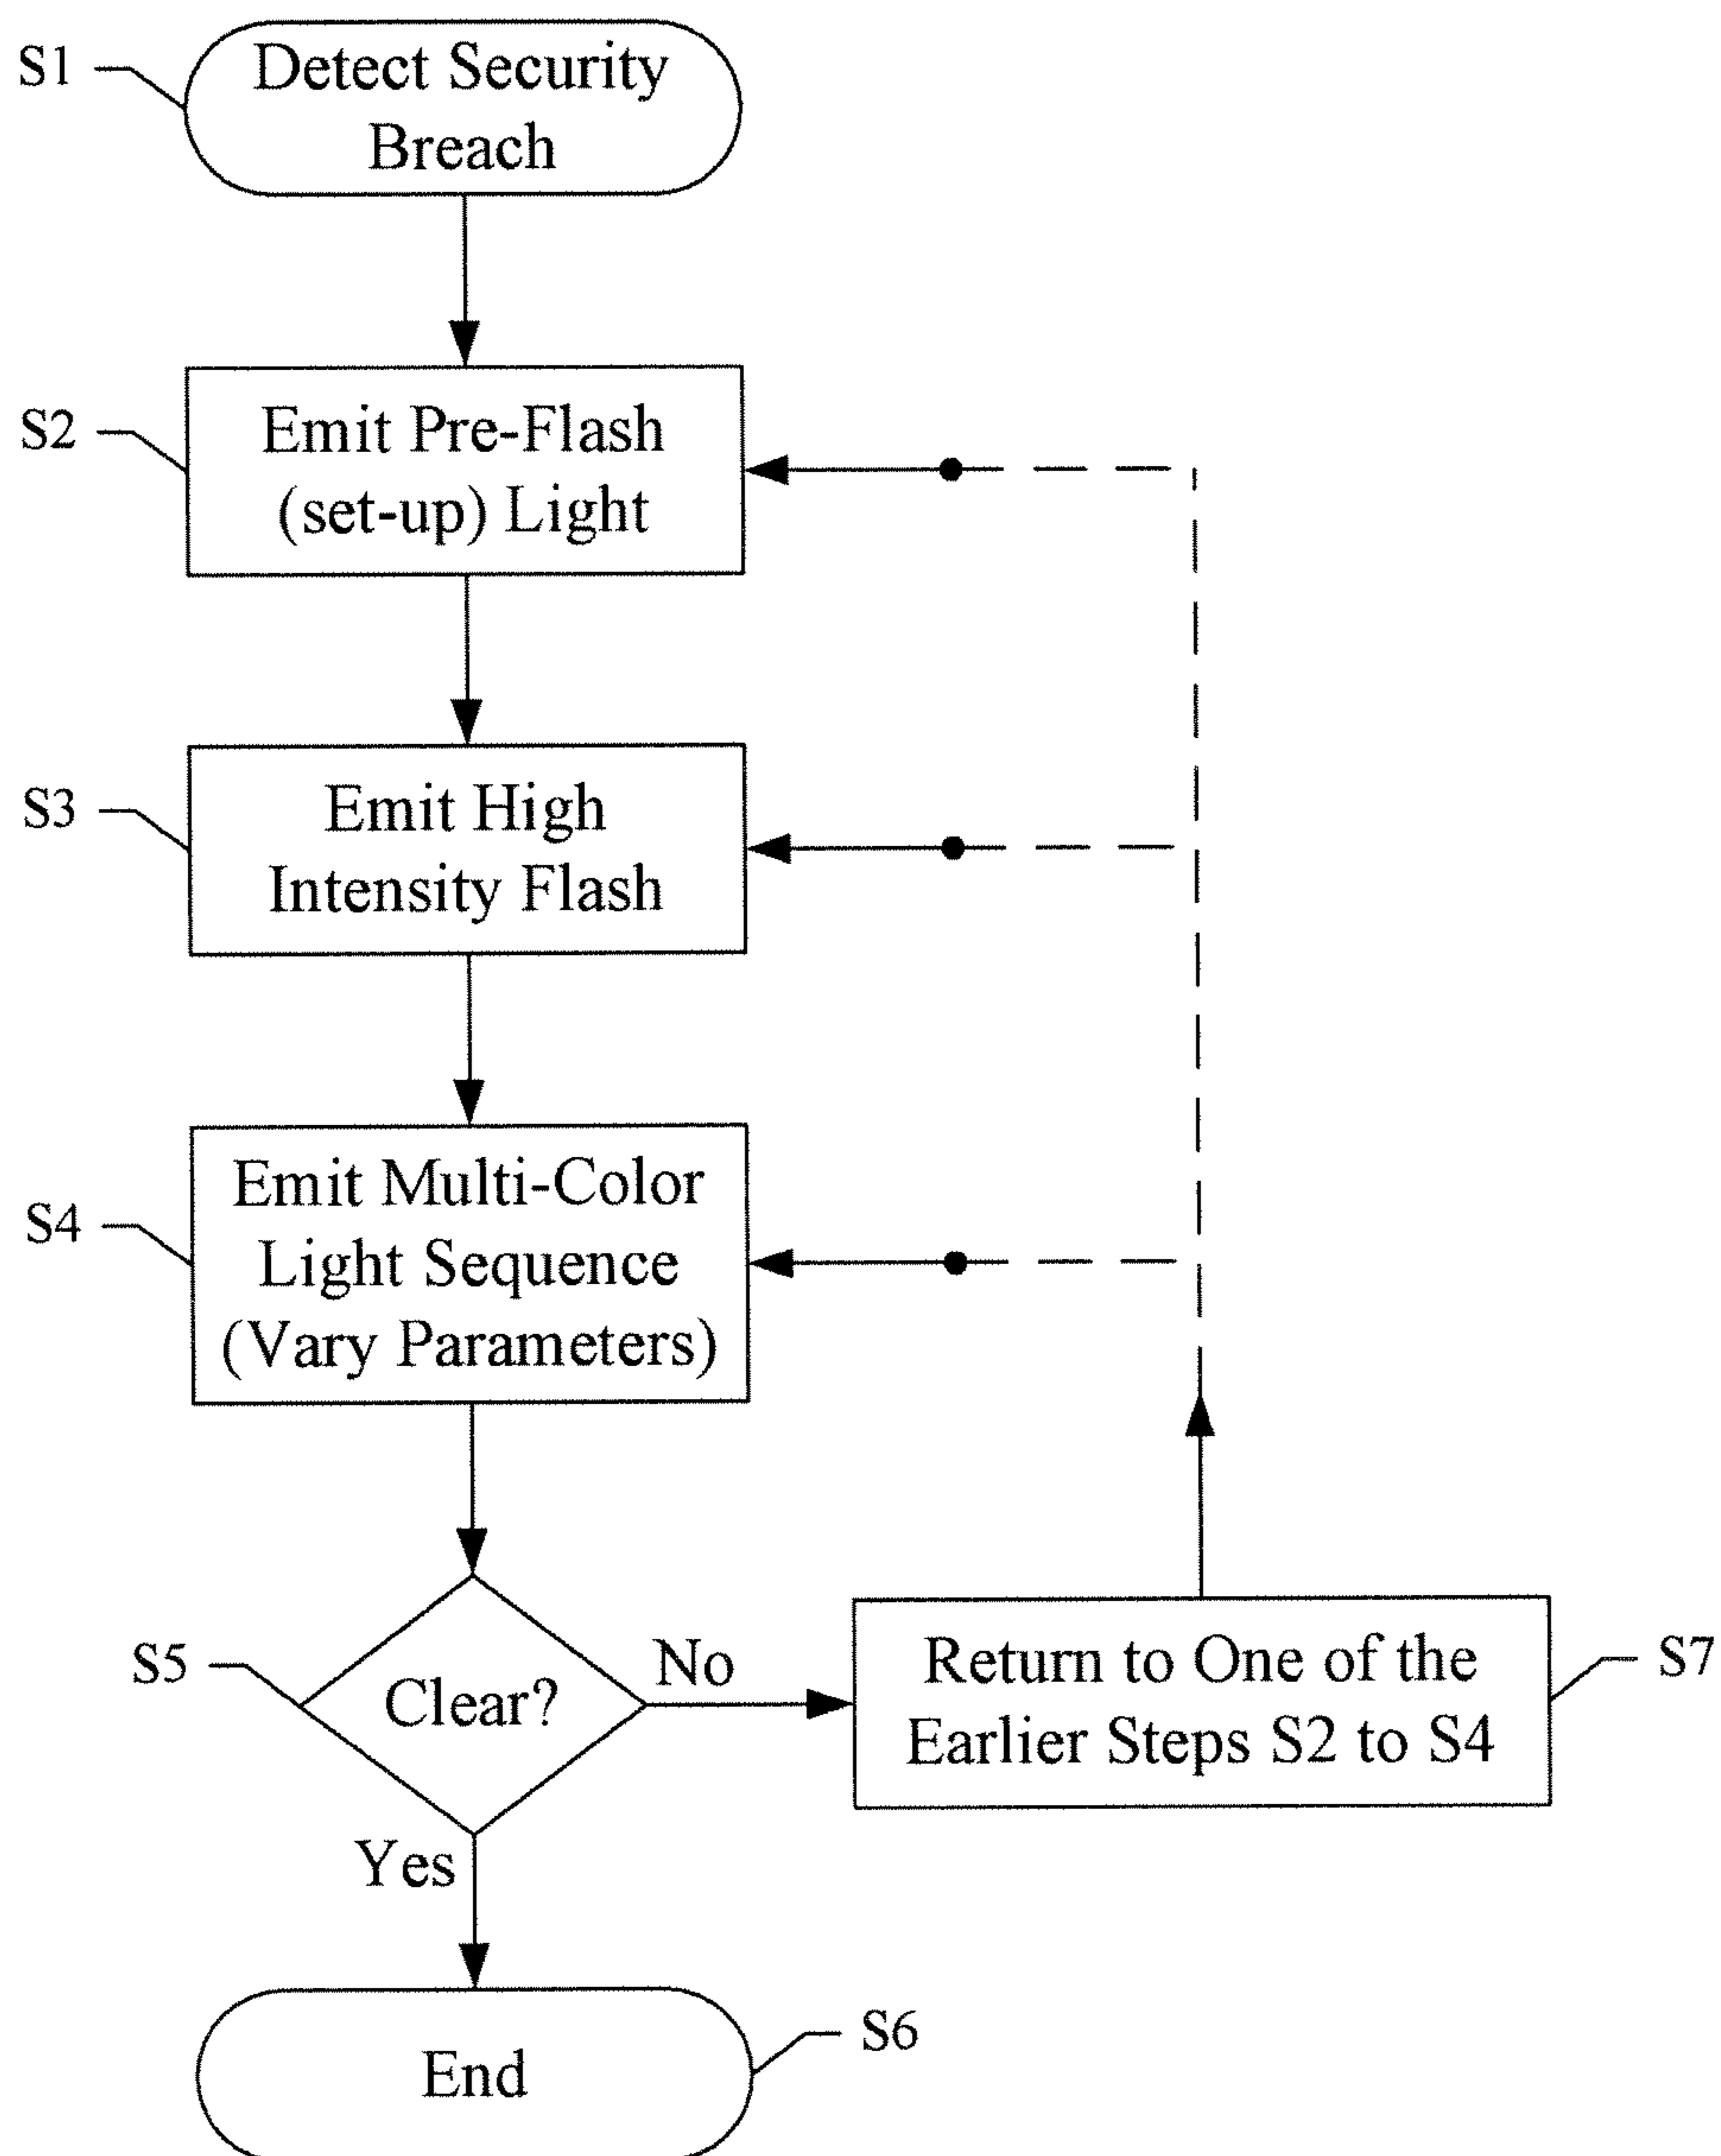 S1
Detect Security
Breach
S2
Emit Pre-Flash
(set-up) Light
S3
Emit High
Intensity Flash
S4
Emit Multi-Color
Light Sequence
(Vary Parameters)
S5
Clear?
No
Return to One of the
Earlier Steps S2 to S4
S7
Yes
End
S6